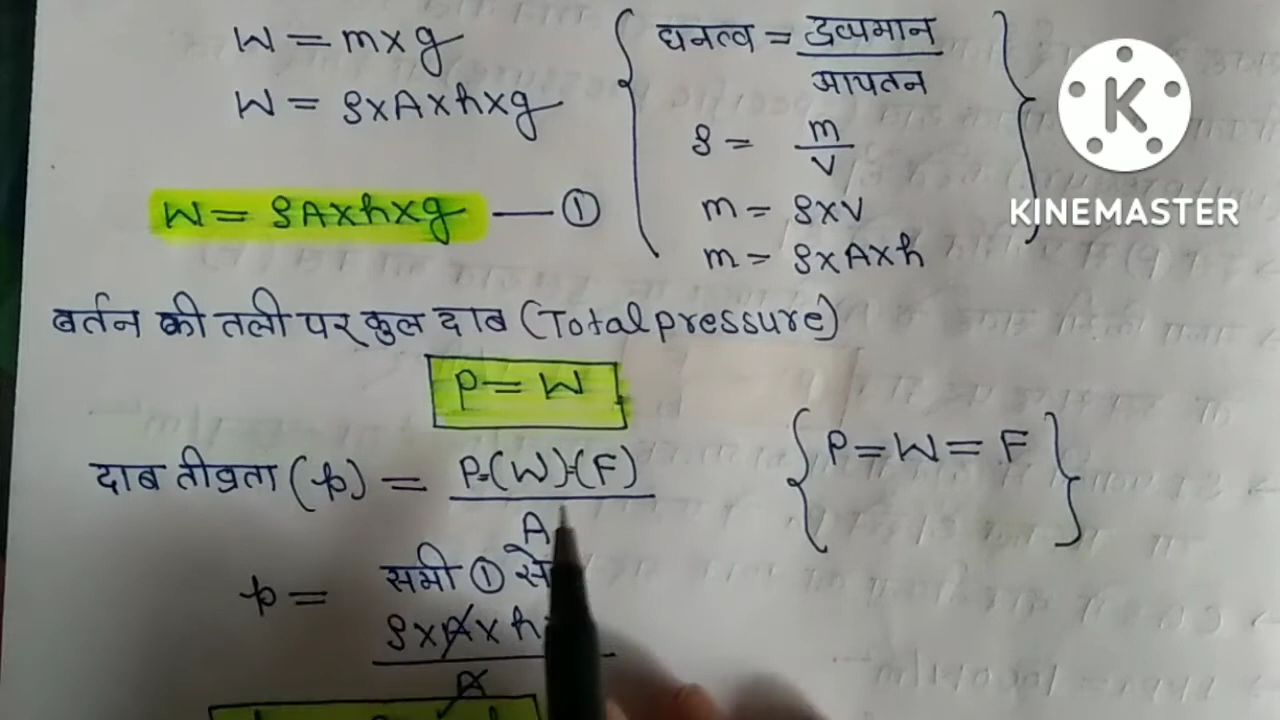 W = m×g
W = ρ×A×h×g
W = ρA×h×g — ①
घनत्व = द्रव्यमान / आयतन
ρ = m / V
m = ρ×V
m = ρ×A×h
KINEMASTER
बर्तन की तली पर कुल दाब (Total pressure)
P = W
दाब तीव्रता (p) = P=(W)=(F) / A
{P = W = F}
समी ① से
p = ρ×A×h / A